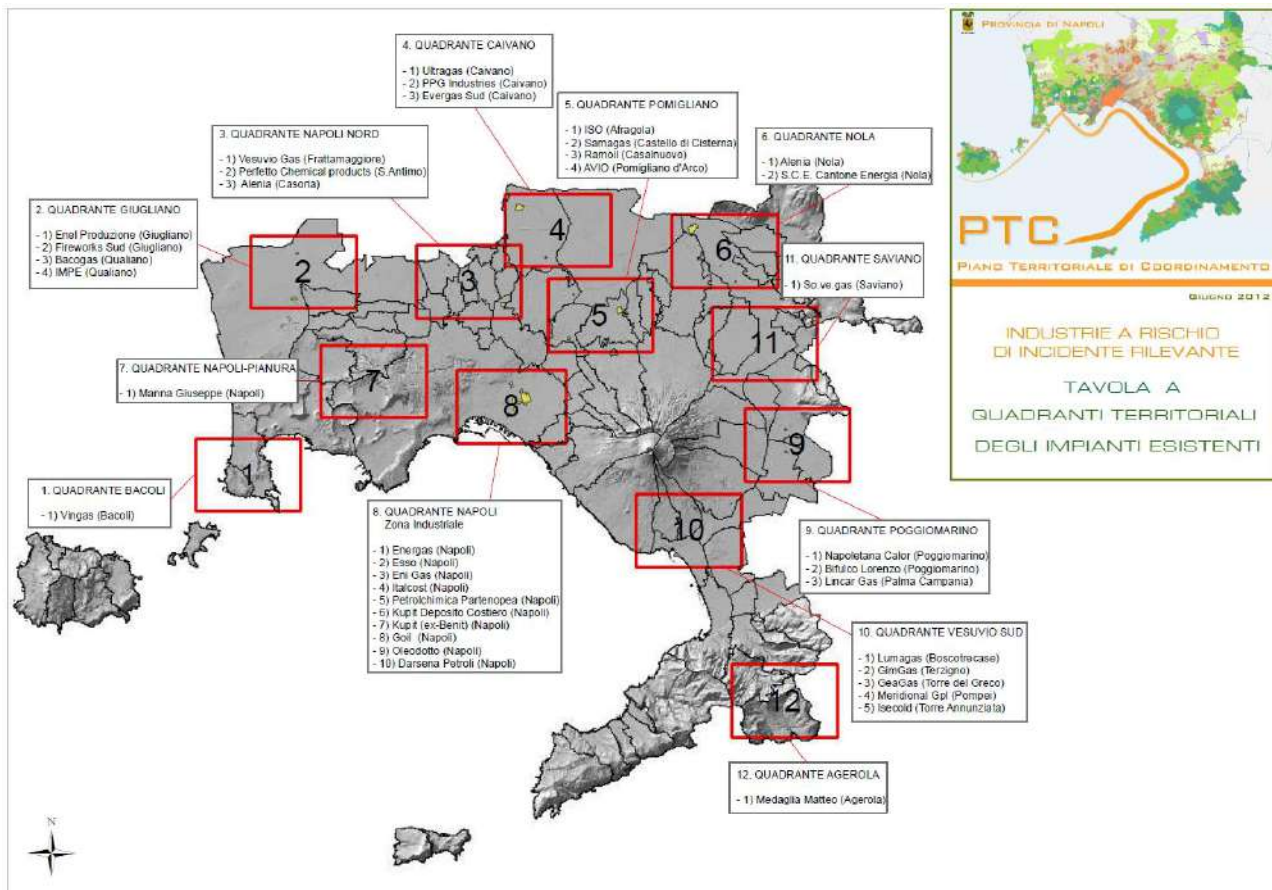 4. QUADRANTE CAIVANO
- 1) Ultragas (Caivano)
- 2) PPG Industries (Caivano)
- 3) Evergas Sud (Caivano)
5. QUADRANTE POMIGLIANO
- 1) ISO (Afragola)
- 2) Samagas (Castello di Cisterna)
- 3) Ramoil (Casalnuovo)
- 4) AVIO (Pomigliano d'Arco)
3. QUADRANTE NAPOLI NORD
- 1) Vesuvio Gas (Frattamaggiore)
- 2) Perfetto Chemical products (S.Antimo)
- 3) Alenia (Casoria)
6. QUADRANTE NOLA
- 1) Alenia (Nola)
- 2) S.C.E. Cantone Energia (Nola)
2. QUADRANTE GIUGLIANO
- 1) Enel Produzione (Giugliano)
- 2) Fireworks Sud (Giugliano)
- 3) Bacogas (Qualiano)
- 4) IMPE (Qualiano)
11. QUADRANTE SAVIANO
- 1) So.ve.gas (Saviano)
7. QUADRANTE NAPOLI-PIANURA
- 1) Manna Giuseppe (Napoli)
1. QUADRANTE BACOLI
- 1) Vingas (Bacoli)
8. QUADRANTE NAPOLI
Zona Industriale
- 1) Energas (Napoli)
- 2) Esso (Napoli)
- 3) Eni Gas (Napoli)
- 4) Italcost (Napoli)
- 5) Petrolchimica Partenopea (Napoli)
- 6) Kupit Deposito Costiero (Napoli)
- 7) Kupit (ex-Benit) (Napoli)
- 8) Goil (Napoli)
- 9) Oleodotto (Napoli)
- 10) Darsena Petroli (Napoli)
9. QUADRANTE POGGIOMARINO
- 1) Napoletana Calor (Poggiomarino)
- 2) Bifulco Lorenzo (Poggiomarino)
- 3) Lincar Gas (Palma Campania)
10. QUADRANTE VESUVIO SUD
- 1) Lumagas (Boscotrecase)
- 2) GimGas (Terzigno)
- 3) GeaGas (Torre del Greco)
- 4) Meridional Gpl (Pompei)
- 5) Isecold (Torre Annunziata)
12. QUADRANTE AGEROLA
- 1) Medaglia Matteo (Agerola)
4
2
3
6
5
11
7
8
9
1
10
12
N
PROVINCIA DI NAPOLI
PTC
PIANO TERRITORIALE DI COORDINAMENTO
GIUGNO 2012
INDUSTRIE A RISCHIO
DI INCIDENTE RILEVANTE
TAVOLA A
QUADRANTI TERRITORIALI
DEGLI IMPIANTI ESISTENTI